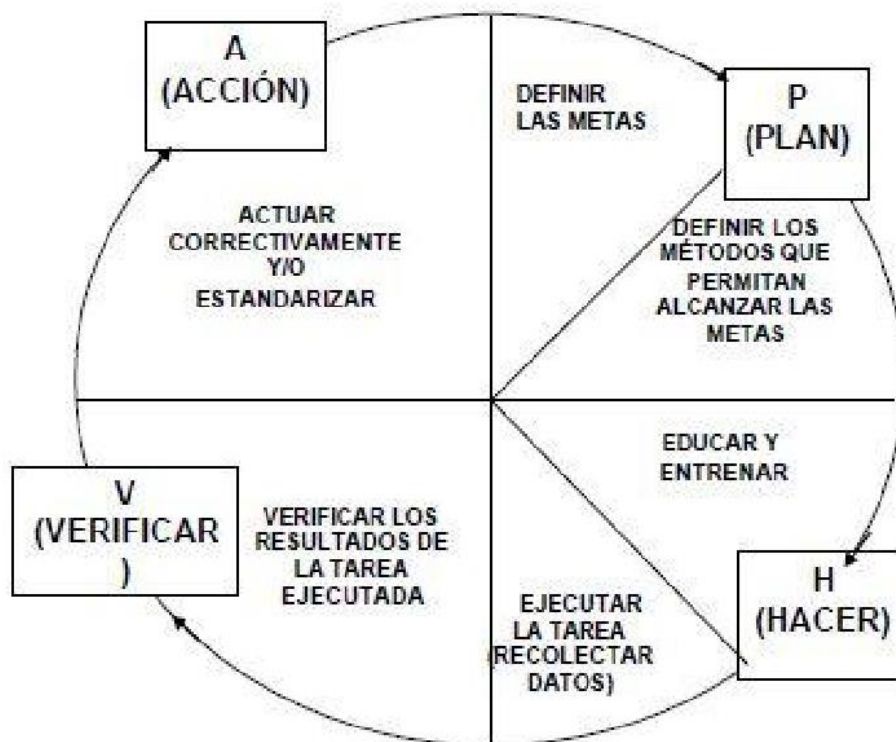 A
(ACCIÓN)
DEFINIR
LAS METAS
P
(PLAN)
ACTUAR
CORRECTIVAMENTE
Y/O
ESTANDARIZAR
DEFINIR LOS
MÉTODOS QUE
PERMITAN
ALCANZAR LAS
METAS
EDUCAR Y
ENTRENAR
V
(VERIFICAR
)
VERIFICAR LOS
RESULTADOS DE
LA TAREA
EJECUTADA
EJECUTAR
LA TAREA
(RECOLECTAR
DATOS)
H
(HACER)